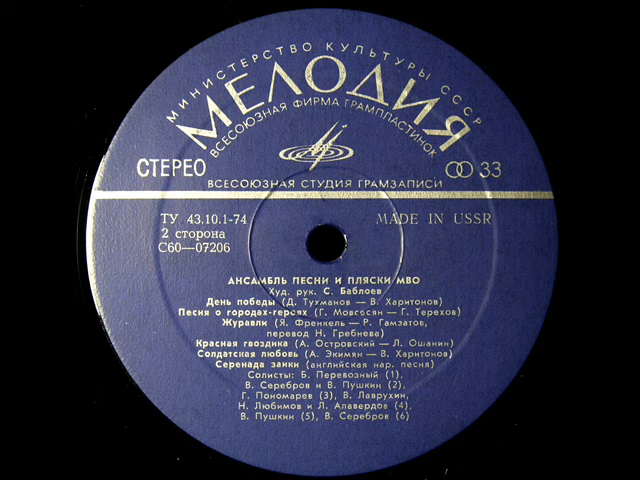 МИНИСТЕРСТВО КУЛЬТУРЫ СССР
МЕЛОДИЯ
ВСЕСОЮЗНАЯ ФИРМА ГРАМПЛАСТИНОК
СТЕРЕО
33
ВСЕСОЮЗНАЯ СТУДИЯ ГРАМЗАПИСИ
ТУ 43.10.1-74
MADE IN USSR
2 сторона
С60—07206
АНСАМБЛЬ ПЕСНИ И ПЛЯСКИ МВО
Худ. рук. С. Баблоев
День победы (Д. Тухманов — В. Харитонов)
Песня о городах-героях (Г. Мовсесян — Г. Терехов)
Журавли (Я. Френкель — Р. Гамзатов,
перевод Н. Гребнева)
Красная гвоздика (А. Островский — Л. Ошанин)
Солдатская любовь (А. Экимян — В. Харитонов)
Серенада заики (английская нар. песня)
Солисты: Б. Перевозный (1),
В. Серебров и В. Пушкин (2),
Г. Пономарев (3), В. Лаврухин,
Н. Любимов и Л. Алавердов (4),
В. Пушкин (5), В. Серебров (6)